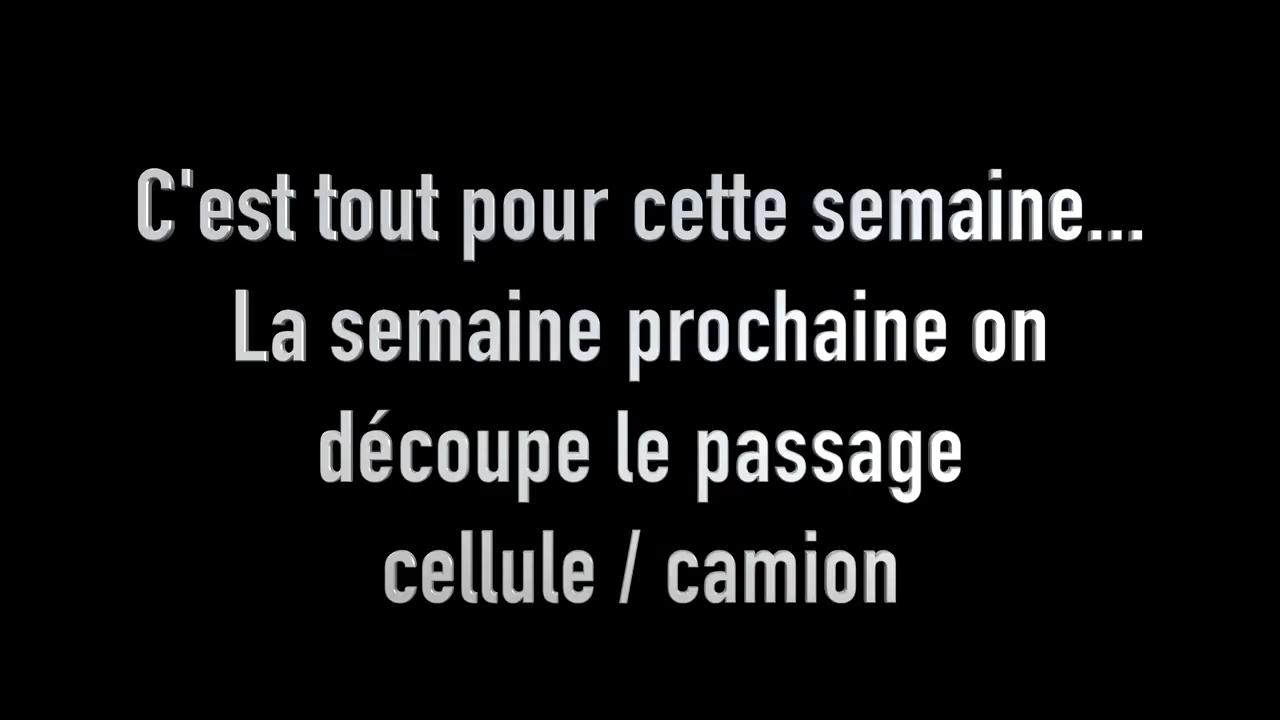 C'est tout pour cette semaine...
La semaine prochaine on
découpe le passage
cellule / camion